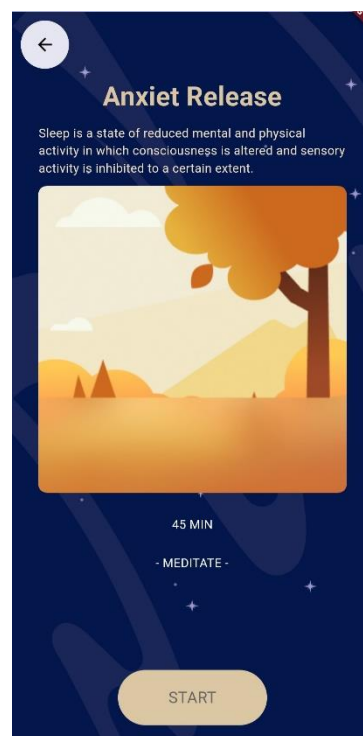 Anxiet Release
Sleep is a state of reduced mental and physical
activity in which consciousness is altered and sensory
activity is inhibited to a certain extent.
45 MIN
- MEDITATE -
START